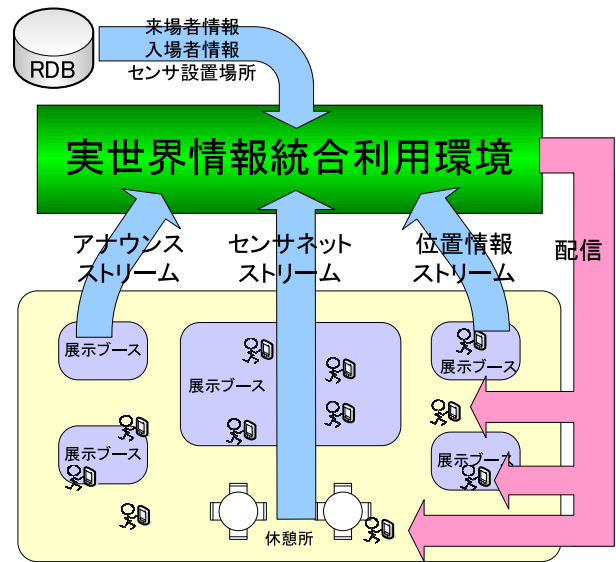 来場者情報
入場者情報
センサ設置場所
RDB
実世界情報統合利用環境
アナウンス
ストリーム
センサネット
ストリーム
位置情報
ストリーム
配信
展示ブース
展示ブース
展示ブース
展示ブース
展示ブース
休憩所